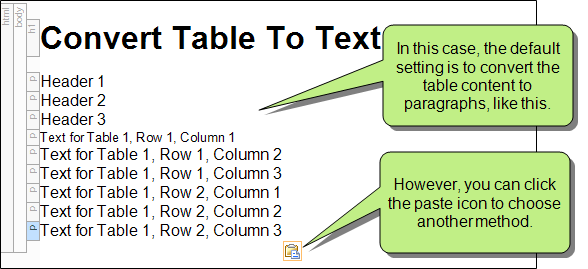 html
body
h1
Convert Table To Text
p
Header 1
p
Header 2
p
Header 3
p
Text for Table 1, Row 1, Column 1
p
Text for Table 1, Row 1, Column 2
p
Text for Table 1, Row 1, Column 3
p
Text for Table 1, Row 2, Column 1
p
Text for Table 1, Row 2, Column 2
p
Text for Table 1, Row 2, Column 3
In this case, the default
setting is to convert the
table content to
paragraphs, like this.
However, you can click
the paste icon to choose
another method.